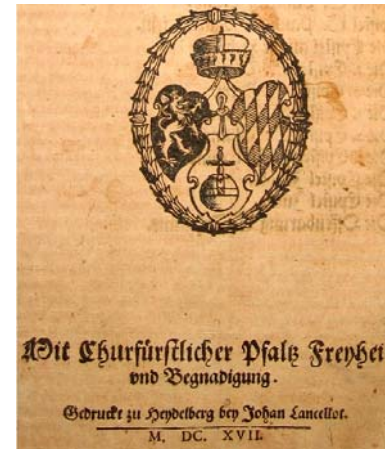 Mit Churfürstlicher Pfaltz Freyhei
vnd Begnadigung.
Gedruckt zu Heydelberg bey Johan Lancellot.
M. DC. XVII.